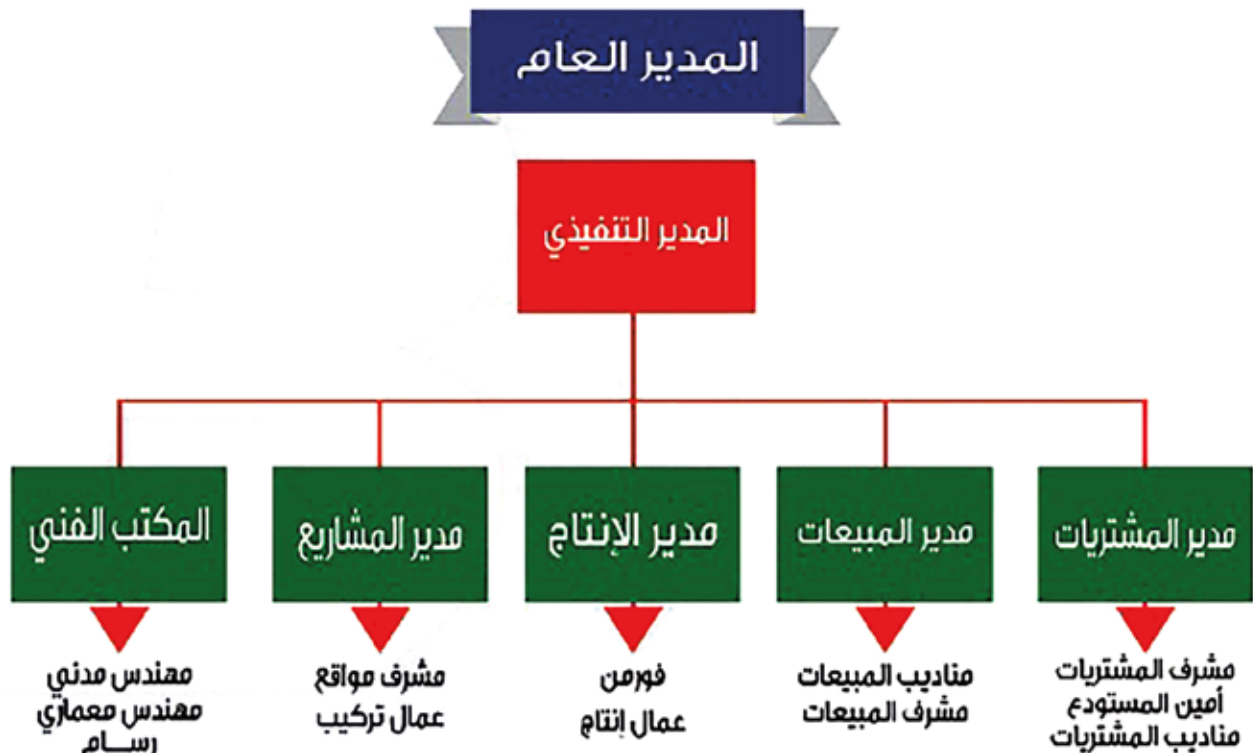 المدير العام
المدير التنفيذي
مدير المشتريات
مدير المبيعات
مدير الإنتاج
مدير المشاريع
المكتب الفني
مشرف المشتريات
أمين المستودع
مناديب المشتريات
مناديب المبيعات
مشرف المبيعات
فورمن
عمال إنتاج
مشرف مواقع
عمال تركيب
مهندس مدني
مهندس معماري
رســام